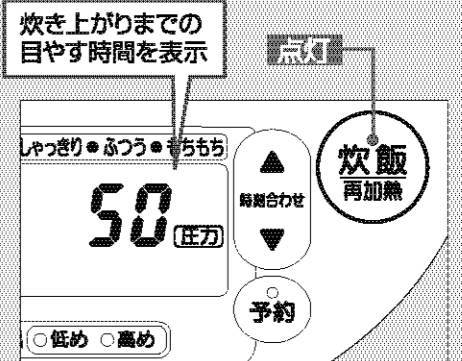 炊き上がりまでの
目やす時間を表示
点灯
しゃっきり●ふつう●もちもち
50
圧力
▲
時刻合わせ
▼
炊飯
再加熱
予約
○低め ○高め